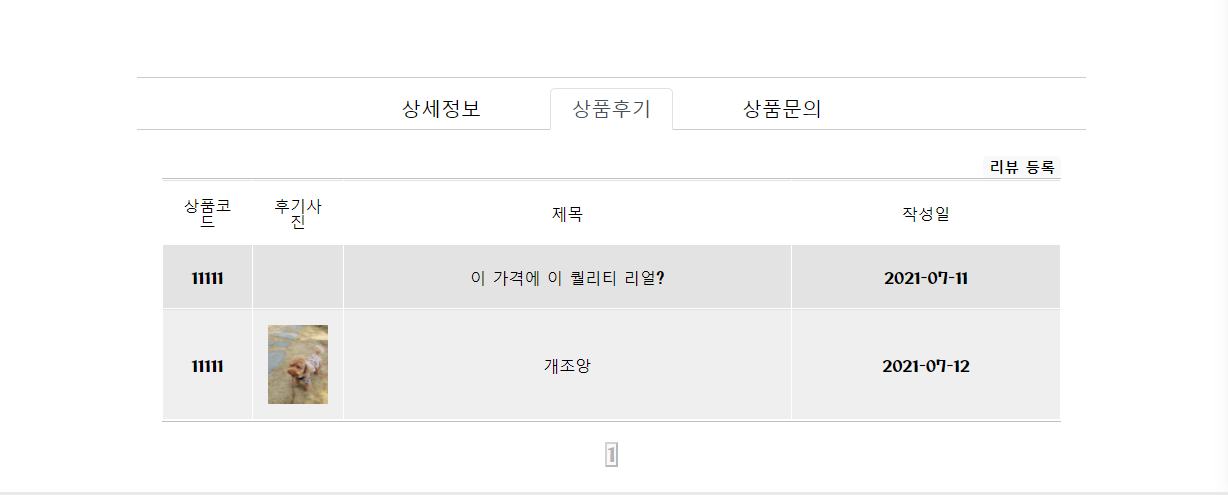 상세정보 상품후기 상품문의
리뷰 등록
상품코드 후기사진 제목 작성일
11111 이 가격에 이 퀄리티 리얼? 2021-07-11
11111 개조앙 2021-07-12
1